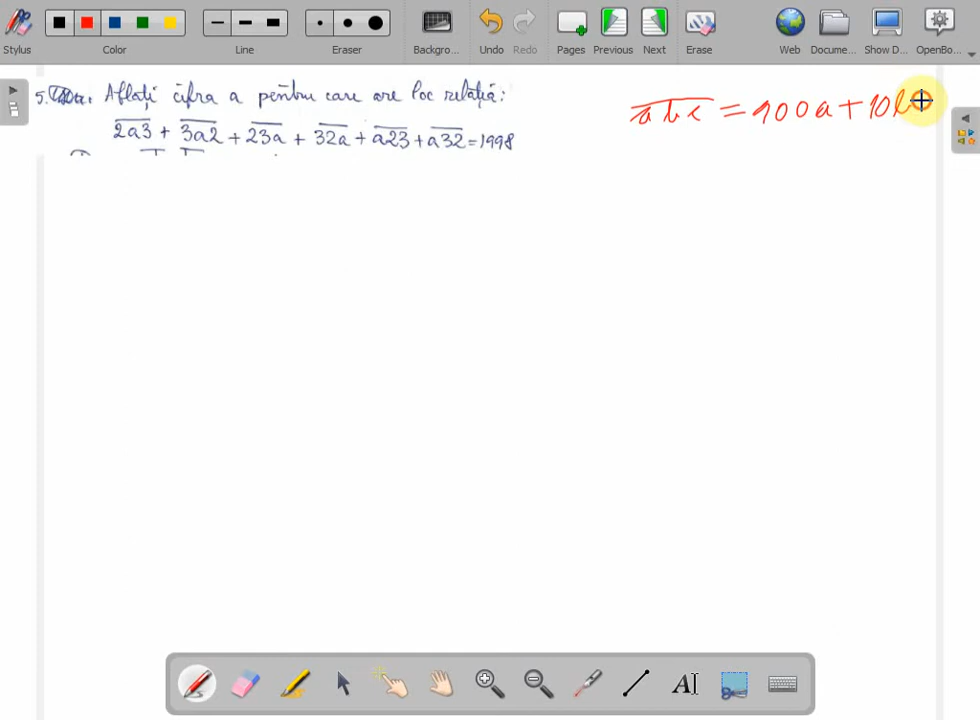 Stylus Color Line Eraser Backgro... Undo Redo Pages Previous Next Erase Web Docume... Show D... OpenBo...
5. Aflați cifra a pentru care are loc relația:
2a3 + 3a2 + 23a + 32a + a23 + a32 = 1998
abc = 100a + 10b